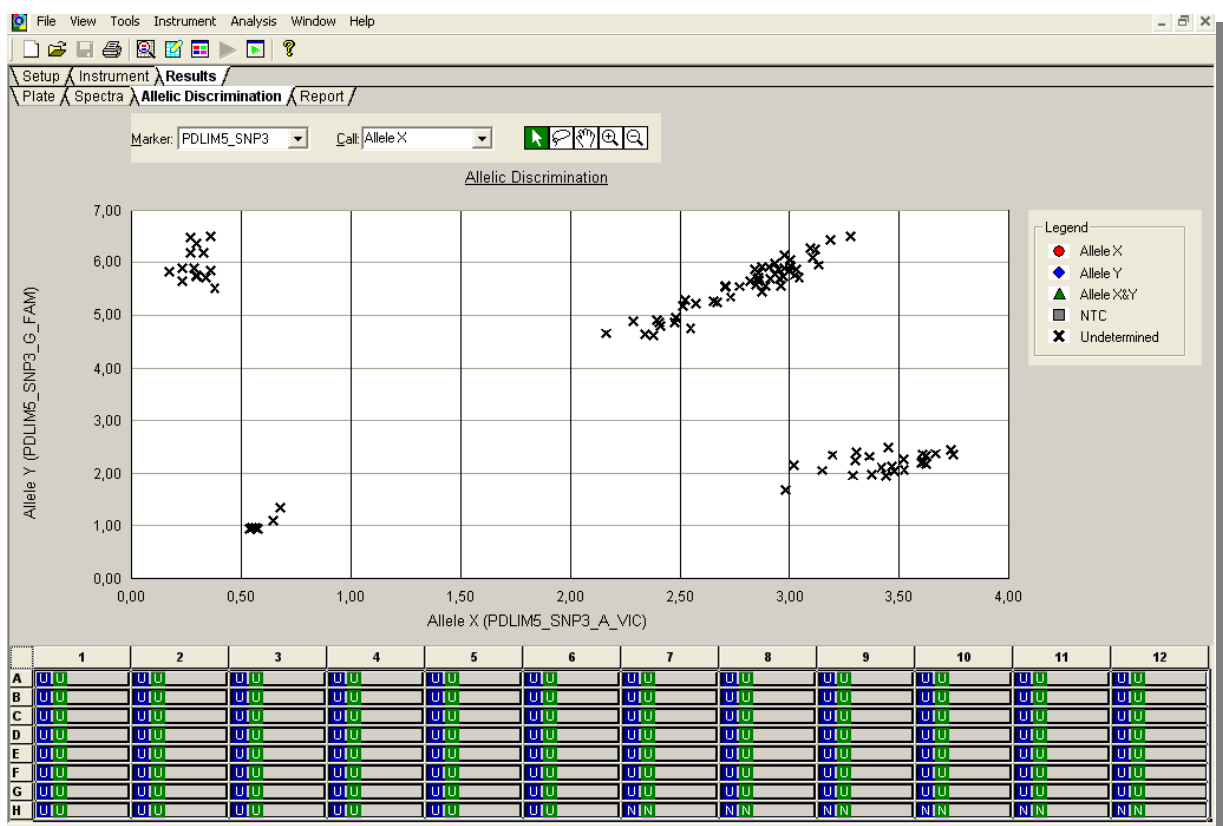 File View Tools Instrument Analysis Window Help
Setup Instrument Results
Plate Spectra Allelic Discrimination Report
Marker: PDLIM5_SNP3 Call: Allele X
Allelic Discrimination
7,00
6,00
5,00
4,00
3,00
2,00
1,00
0,00
Allele Y (PDLIM5_SNP3_G_FAM)
0,00 0,50 1,00 1,50 2,00 2,50 3,00 3,50 4,00
Allele X (PDLIM5_SNP3_A_VIC)
Legend
Allele X
Allele Y
Allele X&Y
NTC
Undetermined
1 2 3 4 5 6 7 8 9 10 11 12
A U U U U U U U U U U U U U U U U U U U U U U U U
B U U U U U U U U U U U U U U U U U U U U U U U U
C U U U U U U U U U U U U U U U U U U U U U U U U
D U U U U U U U U U U U U U U U U U U U U U U U U
E U U U U U U U U U U U U U U U U U U U U U U U U
F U U U U U U U U U U U U U U U U U U U U U U U U
G U U U U U U U U U U U U U U U U U U U U U U U U
H U U U U U U U U U U U U N N N N N N N N N N N N